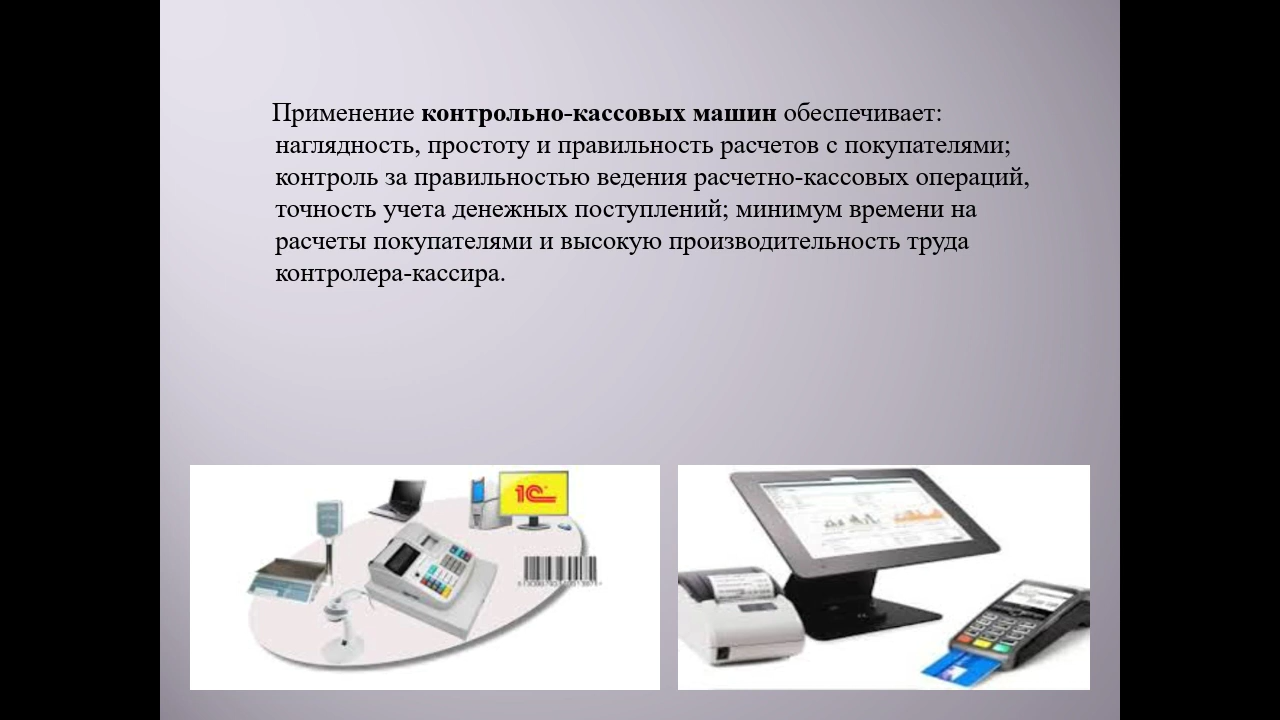 Применение контрольно-кассовых машин обеспечивает:
наглядность, простоту и правильность расчетов с покупателями;
контроль за правильностью ведения расчетно-кассовых операций,
точность учета денежных поступлений; минимум времени на
расчеты покупателями и высокую производительность труда
контролера-кассира.
1С